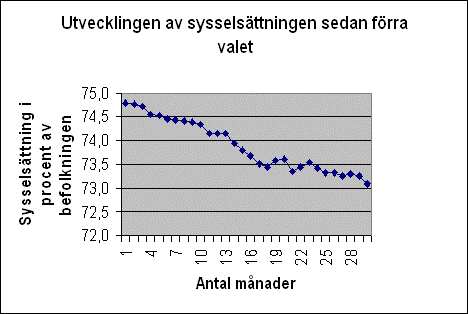 Utvecklingen av sysselsättningen sedan förra
valet
Sysselsättning i
procent av
befolkningen
75,0
74,5
74,0
73,5
73,0
72,5
72,0
1
4
7
10
13
16
19
22
25
28
Antal månader